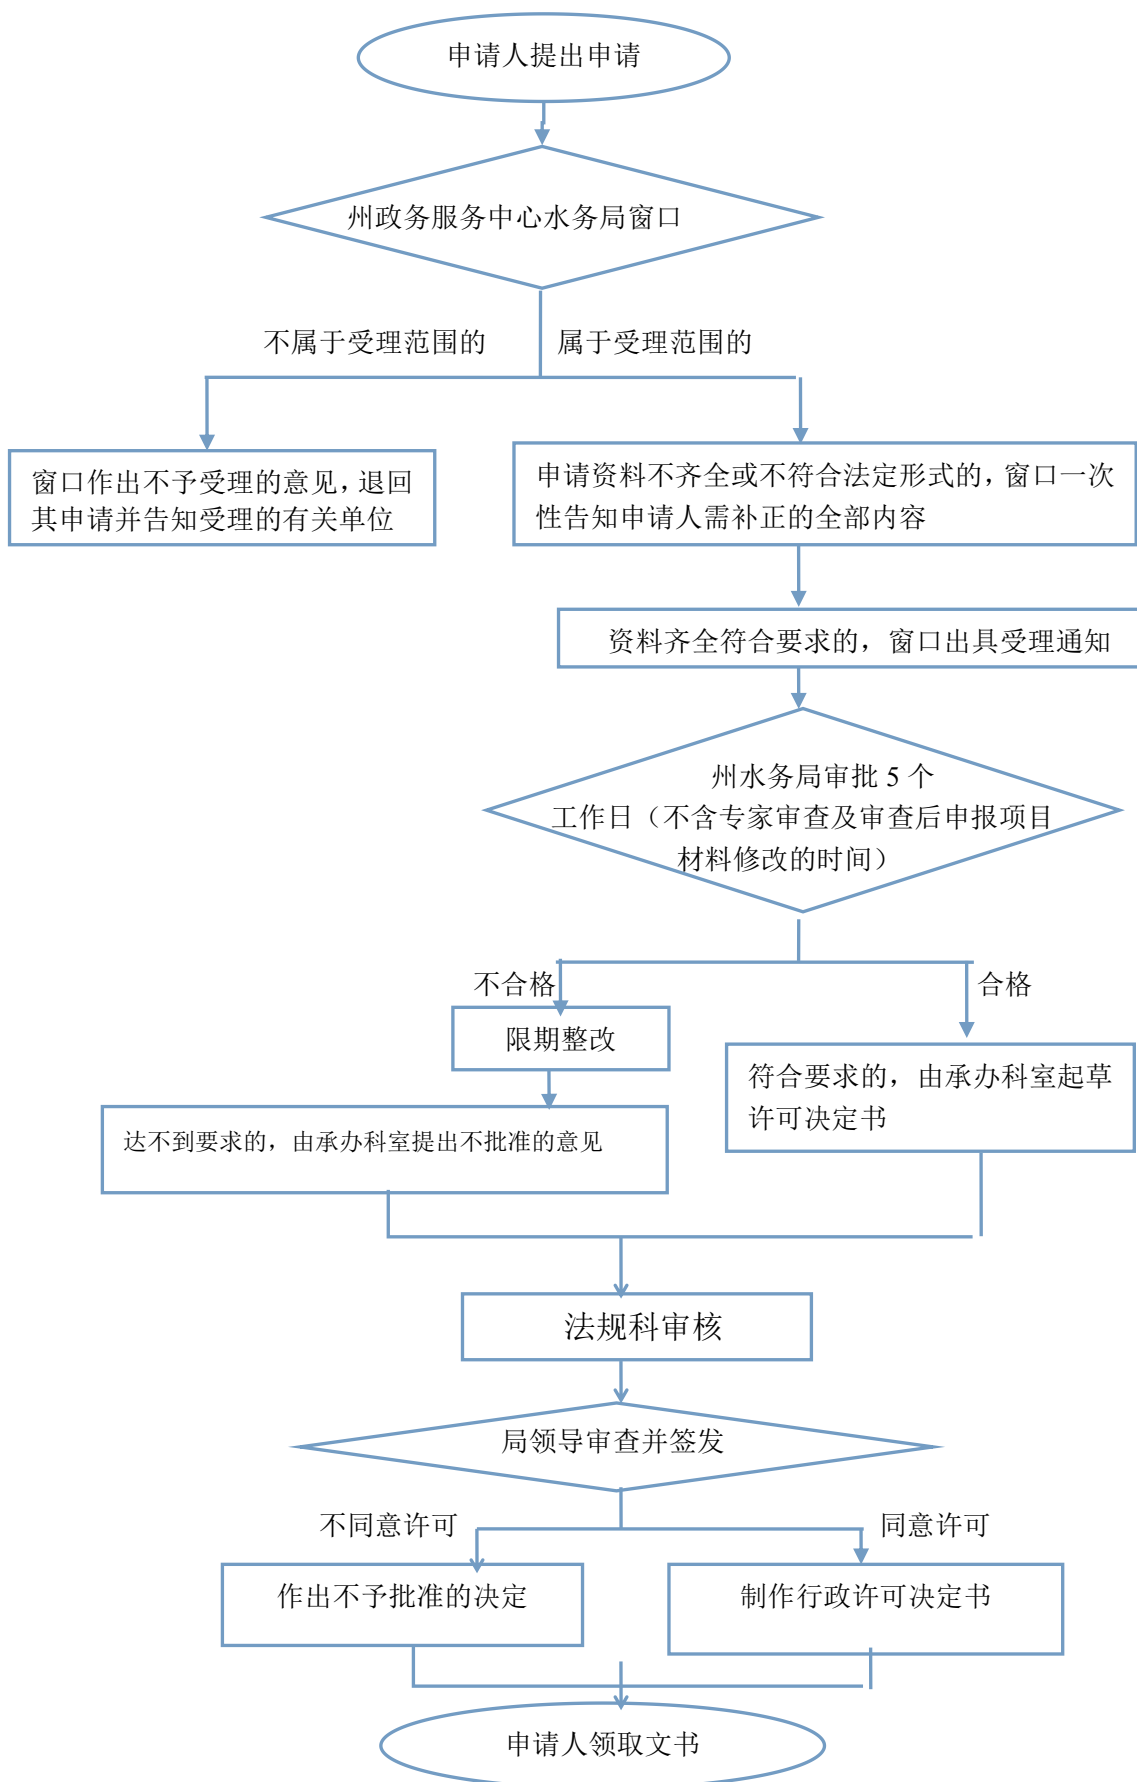 申请人提出申请
州政务服务中心水务局窗口
不属于受理范围的
属于受理范围的
窗口作出不予受理的意见，退回
其申请并告知受理的有关单位
申请资料不齐全或不符合法定形式的，窗口一次
性告知申请人需补正的全部内容
资料齐全符合要求的，窗口出具受理通知
州水务局审批 5 个
工作日（不含专家审查及审查后申报项目
材料修改的时间）
不合格
合格
限期整改
符合要求的，由承办科室起草
许可决定书
达不到要求的，由承办科室提出不批准的意见
法规科审核
局领导审查并签发
不同意许可
同意许可
作出不予批准的决定
制作行政许可决定书
申请人领取文书